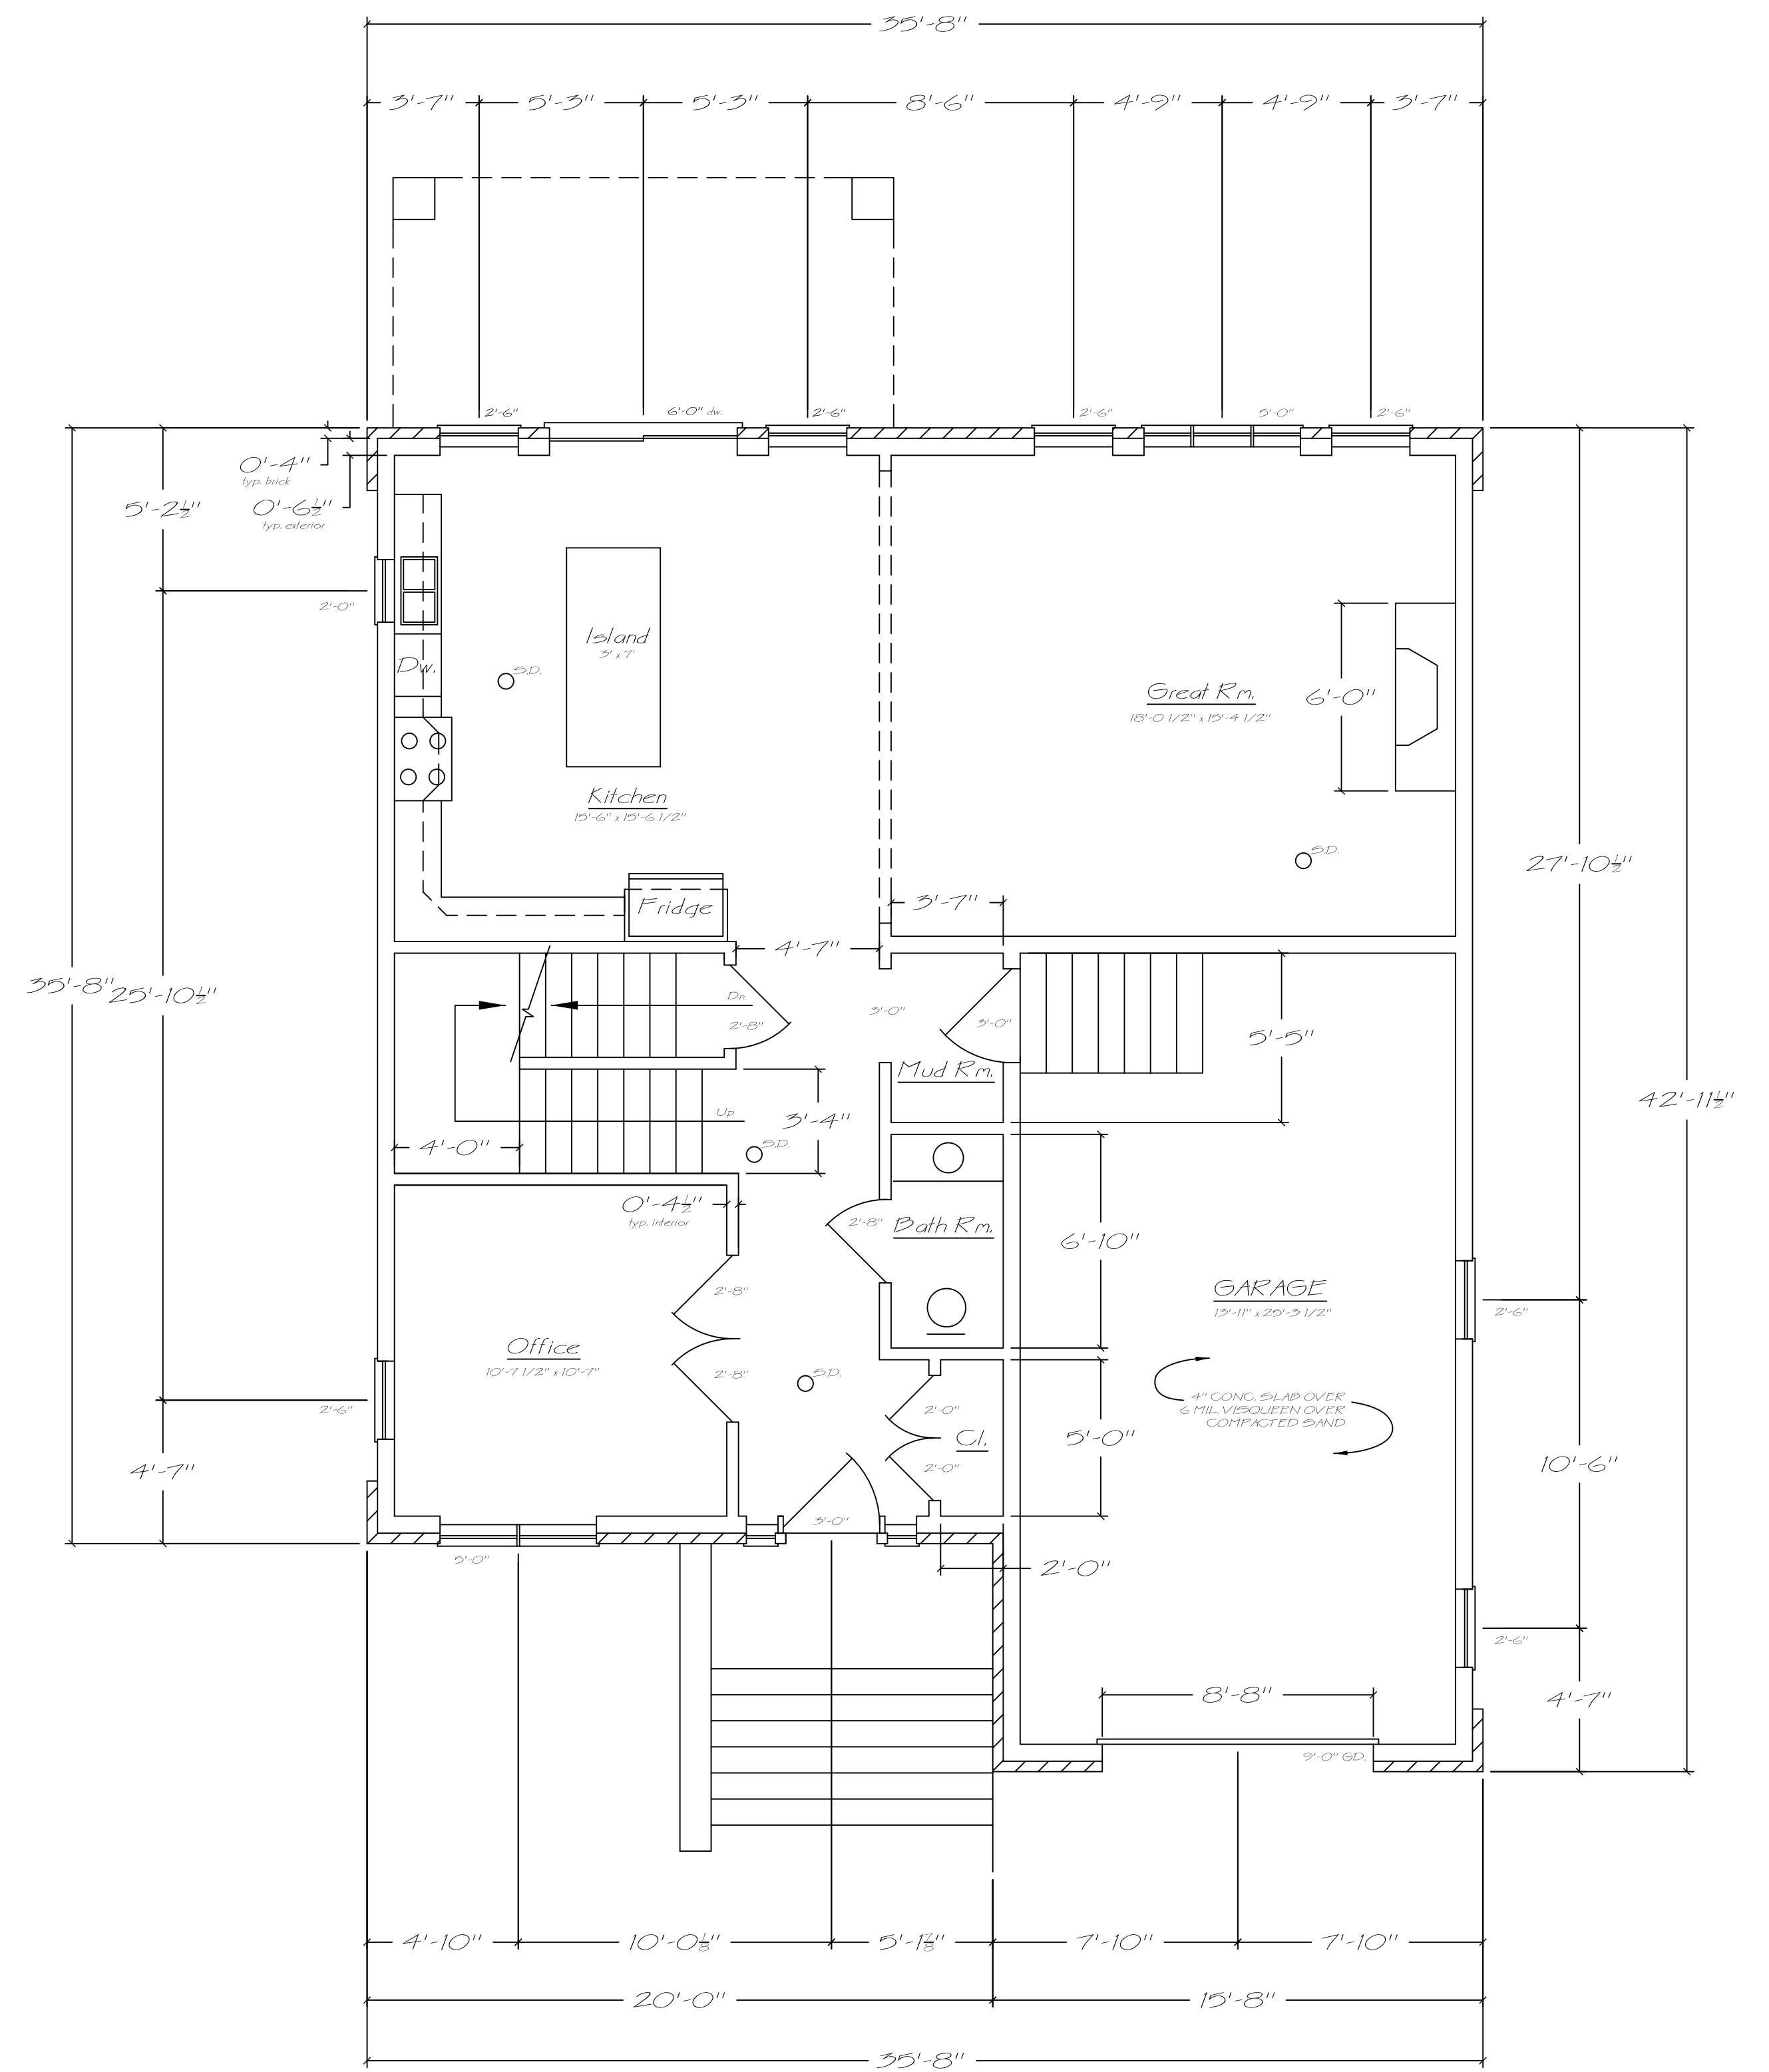 35'-8"
3'-7" 5'-3" 5'-3" 8'-6" 4'-9" 4'-9" 3'-7"
2'-6" 6'-0" dw. 2'-6" 2'-6" 5'-0" 2'-6"
0'-4"
typ. brick
5'-2½" 0'-6½"
typ. exterior
2'-0"
Island
3' x 7'
Dw. S.D.
Great Rm. 6'-0"
18'-0 1/2" x 15'-4 1/2"
Kitchen
15'-6" x 15'-6 1/2"
S.D.
27'-10½"
Fridge 3'-7"
4'-7"
35'-8" 25'-10½"
Dn.
2'-8" 3'-0" 3'-0"
5'-5"
Mud Rm.
42'-11½"
Up 3'-4"
4'-0" S.D.
0'-4½"
typ. interior
2'-8" Bath Rm. 6'-10"
2'-8"
GARAGE
13'-11" x 25'-3 1/2"
2'-6"
Office
10'-7 1/2" x 10'-7"
2'-8" S.D.
4" CONC. SLAB OVER
6 MIL. VISQUEEN OVER
COMPACTED SAND
2'-6" 2'-0"
Cl. 5'-0"
2'-0"
4'-7" 10'-6"
3'-0"
5'-0" 2'-0"
2'-6"
8'-8" 4'-7"
9'-0" GD.
4'-10" 10'-0⅛" 5'-1⅞" 7'-10" 7'-10"
20'-0" 15'-8"
35'-8"